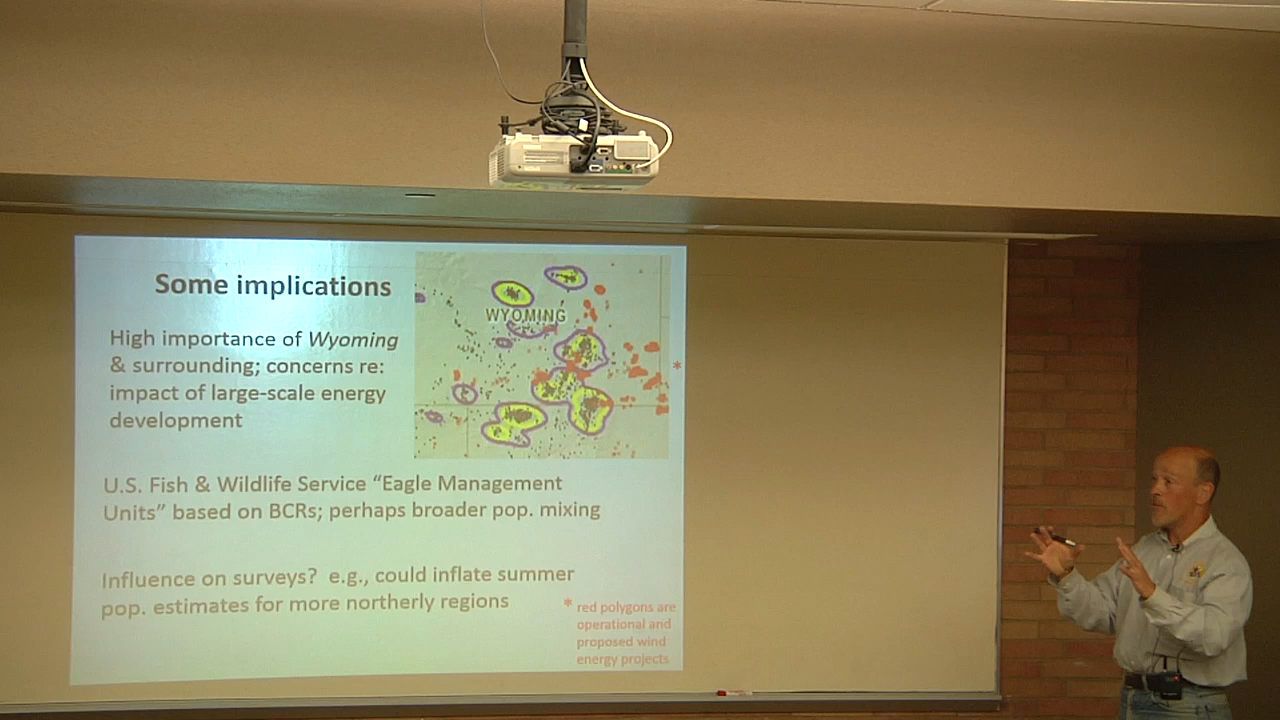 Some implications
High importance of Wyoming
& surrounding; concerns re:
impact of large-scale energy
development
WYOMING
*
U.S. Fish & Wildlife Service “Eagle Management
Units” based on BCRs; perhaps broader pop. mixing
Influence on surveys?  e.g., could inflate summer
pop. estimates for more northerly regions
* red polygons are
operational and
proposed wind
energy projects